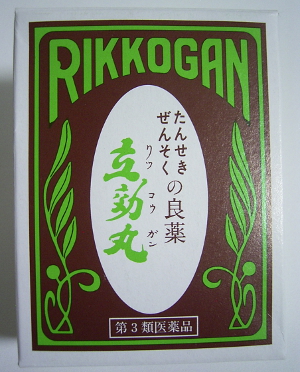 RIKKOGAN
たんせき
ぜんそく
の良薬
立効丸
リツ コウ ガン
第3類医薬品